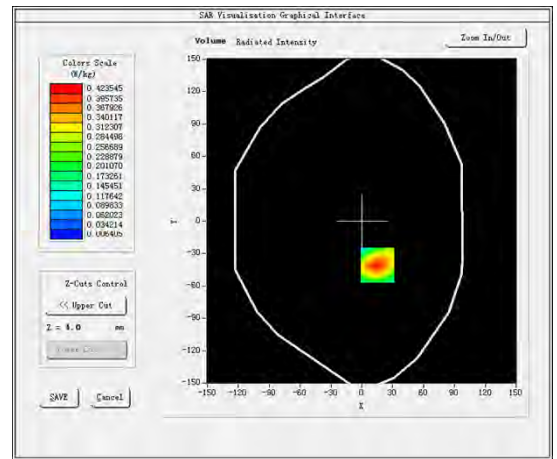 SAR Visualisation Graphical Interface
Volume Radiated Intensity
Zoom In/Out
Colors Scale
(W/kg)
0.423545
0.395735
0.367926
0.340117
0.312307
0.284498
0.256689
0.228879
0.201070
0.173261
0.145451
0.117642
0.089833
0.062023
0.034214
0.006405
150
120
90
60
30
0
-30
-60
-90
-120
-150
Y
-150 -120 -90 -60 -30 0 30 60 90 120 150
X
Z-Cuts Control
<< Upper Cut
Z = 4.0 mm
SAVE Cancel